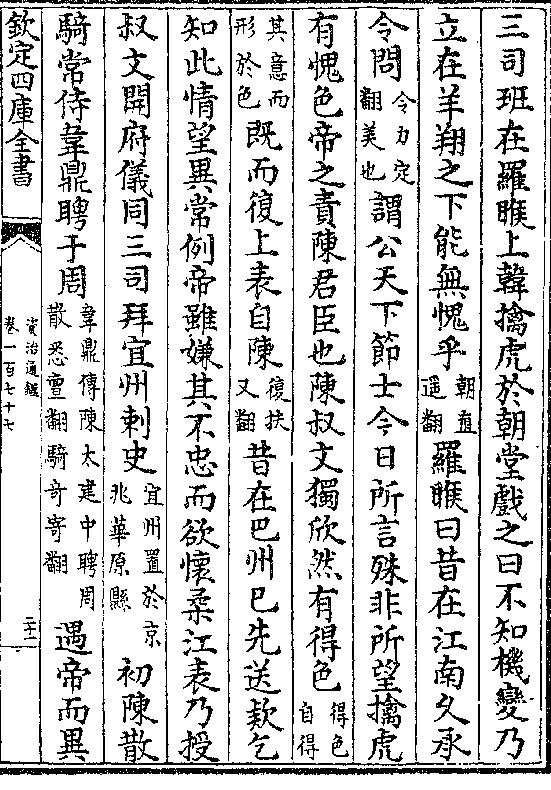 三司班在羅睺上韓擒虎於朝堂戲之曰不知機變乃
立在羊翔之下能無愧乎朝直遥翻羅睺曰昔在江南久承
令問令力定翻美也謂公天下節士今日所言殊非所望擒虎
有愧色帝之責陳君臣也陳叔文獨欣然有得色得色自得
其意而形於色既而復上表自陳復扶又翻昔在巴州已先送款乞
知此情望異常例帝雖嫌其不忠而欲懷柔江表乃授
叔文開府儀同三司拜宜州刺史宜州置於京兆華原縣初陳散
騎常侍韋鼎聘于周韋鼎傳陳太建中聘周散悉亶翻騎奇寄翻遇帝而異
欽定四庫全書
資治通鑑
卷一百七十七
二十一